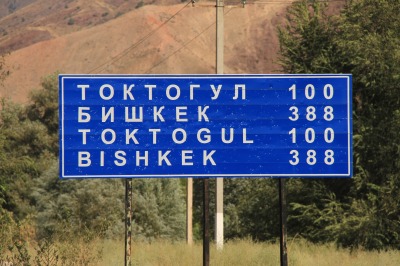 ТОКТОГУЛ 100
БИШКЕК 388
TOKTOGUL 100
BISHKEK 388